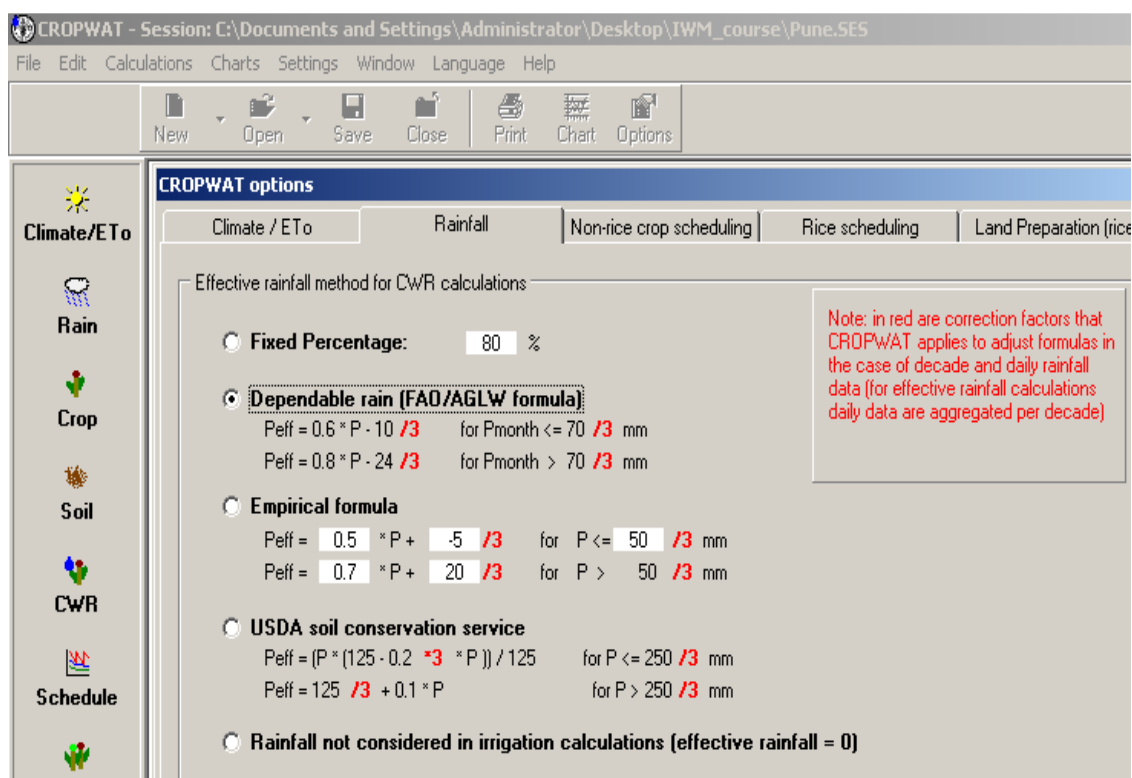 CROPWAT - Session: C:\Documents and Settings\Administrator\Desktop\IWM_course\Pune.SES
File Edit Calculations Charts Settings Window Language Help
New Open Save Close Print Chart Options
Climate/ETo
Rain
Crop
Soil
CWR
Schedule
CROPWAT options
Climate / ETo Rainfall Non-rice crop scheduling Rice scheduling Land Preparation (rice
Effective rainfall method for CWR calculations
Fixed Percentage: 80 %
Dependable rain (FAO/AGLW formula)
Peff = 0.6 * P - 10 /3 for Pmonth <= 70 /3 mm
Peff = 0.8 * P - 24 /3 for Pmonth > 70 /3 mm
Empirical formula
Peff = 0.5 * P + -5 /3 for P <= 50 /3 mm
Peff = 0.7 * P + 20 /3 for P > 50 /3 mm
USDA soil conservation service
Peff = (P * (125 - 0.2 *3 * P )) / 125 for P <= 250 /3 mm
Peff = 125 /3 + 0.1 * P for P > 250 /3 mm
Rainfall not considered in irrigation calculations (effective rainfall = 0)
Note: in red are correction factors that
CROPWAT applies to adjust formulas in
the case of decade and daily rainfall
data (for effective rainfall calculations
daily data are aggregated per decade)